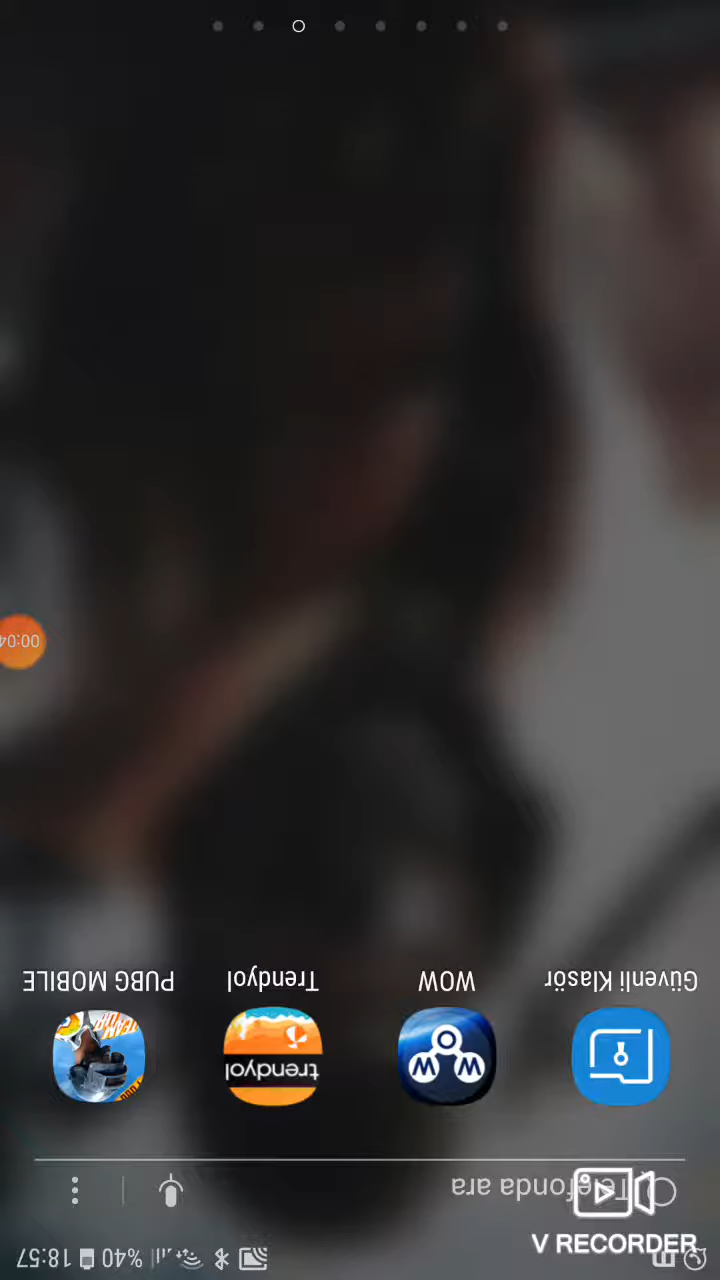 18:57 %40
Telefonda ara
Güvenli Klasör WOW Trendyol PUBG MOBILE
trendyol
00:04
V RECORDER